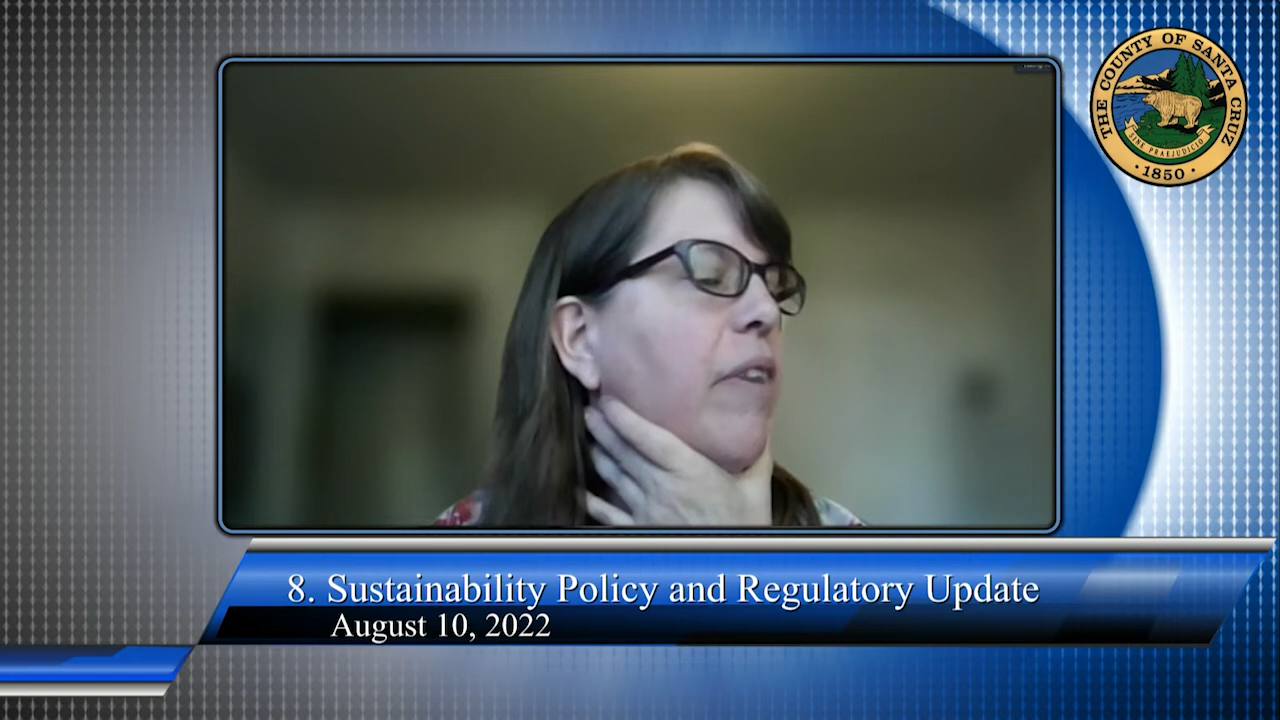 THE COUNTY OF SANTA CRUZ
SINE PRAEJUDICIO
• 1850 •
8. Sustainability Policy and Regulatory Update
August 10, 2022